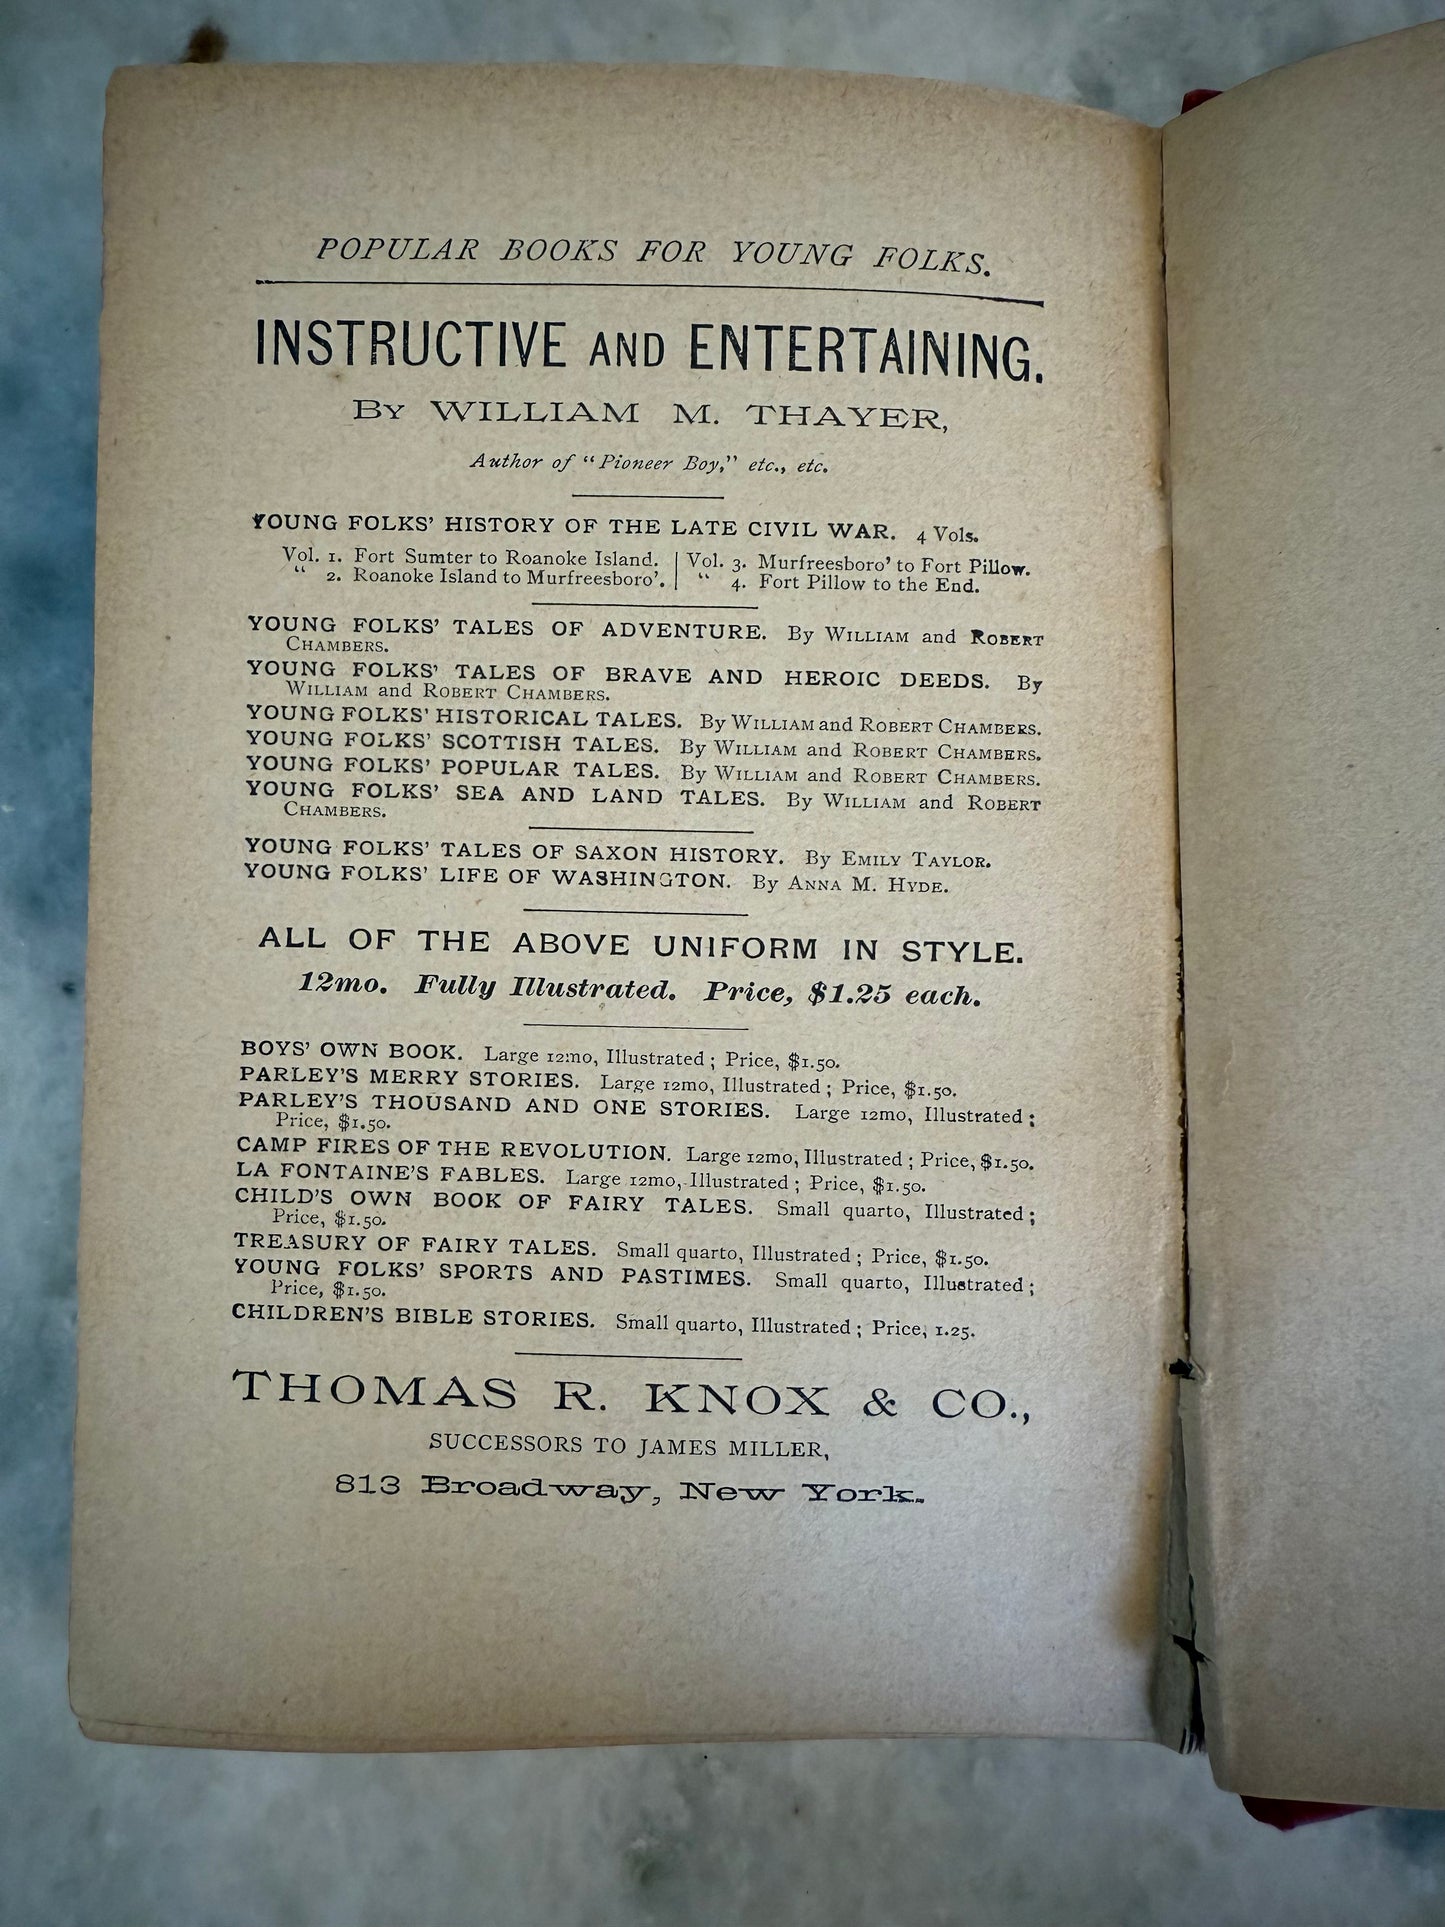 POPULAR BOOKS FOR YOUNG FOLKS.
INSTRUCTIVE AND ENTERTAINING.
BY WILLIAM M. THAYER,
Author of "Pioneer Boy," etc., etc.
YOUNG FOLKS' HISTORY OF THE LATE CIVIL WAR. 4 Vols.
Vol. 1. Fort Sumter to Roanoke Island. | Vol. 3. Murfreesboro' to Fort Pillow.
" 2. Roanoke Island to Murfreesboro'. | " 4. Fort Pillow to the End.
YOUNG FOLKS' TALES OF ADVENTURE. By WILLIAM and ROBERT
CHAMBERS.
YOUNG FOLKS' TALES OF BRAVE AND HEROIC DEEDS. By
WILLIAM and ROBERT CHAMBERS.
YOUNG FOLKS' HISTORICAL TALES. By WILLIAM and ROBERT CHAMBERS.
YOUNG FOLKS' SCOTTISH TALES. By WILLIAM and ROBERT CHAMBERS.
YOUNG FOLKS' POPULAR TALES. By WILLIAM and ROBERT CHAMBERS.
YOUNG FOLKS' SEA AND LAND TALES. By WILLIAM and ROBERT
CHAMBERS.
YOUNG FOLKS' TALES OF SAXON HISTORY. By EMILY TAYLOR.
YOUNG FOLKS' LIFE OF WASHINGTON. By ANNA M. HYDE.
ALL OF THE ABOVE UNIFORM IN STYLE.
12mo. Fully Illustrated. Price, $1.25 each.
BOYS' OWN BOOK. Large 12mo, Illustrated; Price, $1.50.
PARLEY'S MERRY STORIES. Large 12mo, Illustrated; Price, $1.50.
PARLEY'S THOUSAND AND ONE STORIES. Large 12mo, Illustrated;
Price, $1.50.
CAMP FIRES OF THE REVOLUTION. Large 12mo, Illustrated; Price, $1.50.
LA FONTAINE'S FABLES. Large 12mo, Illustrated; Price, $1.50.
CHILD'S OWN BOOK OF FAIRY TALES. Small quarto, Illustrated;
Price, $1.50.
TREASURY OF FAIRY TALES. Small quarto, Illustrated; Price, $1.50.
YOUNG FOLKS' SPORTS AND PASTIMES. Small quarto, Illustrated;
Price, $1.50.
CHILDREN'S BIBLE STORIES. Small quarto, Illustrated; Price, 1.25.
THOMAS R. KNOX & CO.,
SUCCESSORS TO JAMES MILLER,
813 Broadway, New York.